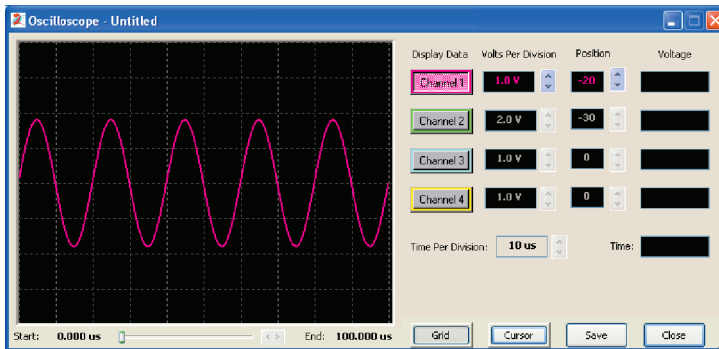 Oscilloscope - Untitled
Display Data Volts Per Division Position Voltage
Channel 1 1.0 V -20
Channel 2 2.0 V -30
Channel 3 1.0 V 0
Channel 4 1.0 V 0
Time Per Division: 10 us Time:
Start: 0.000 us End: 100.000 us Grid Cursor Save Close